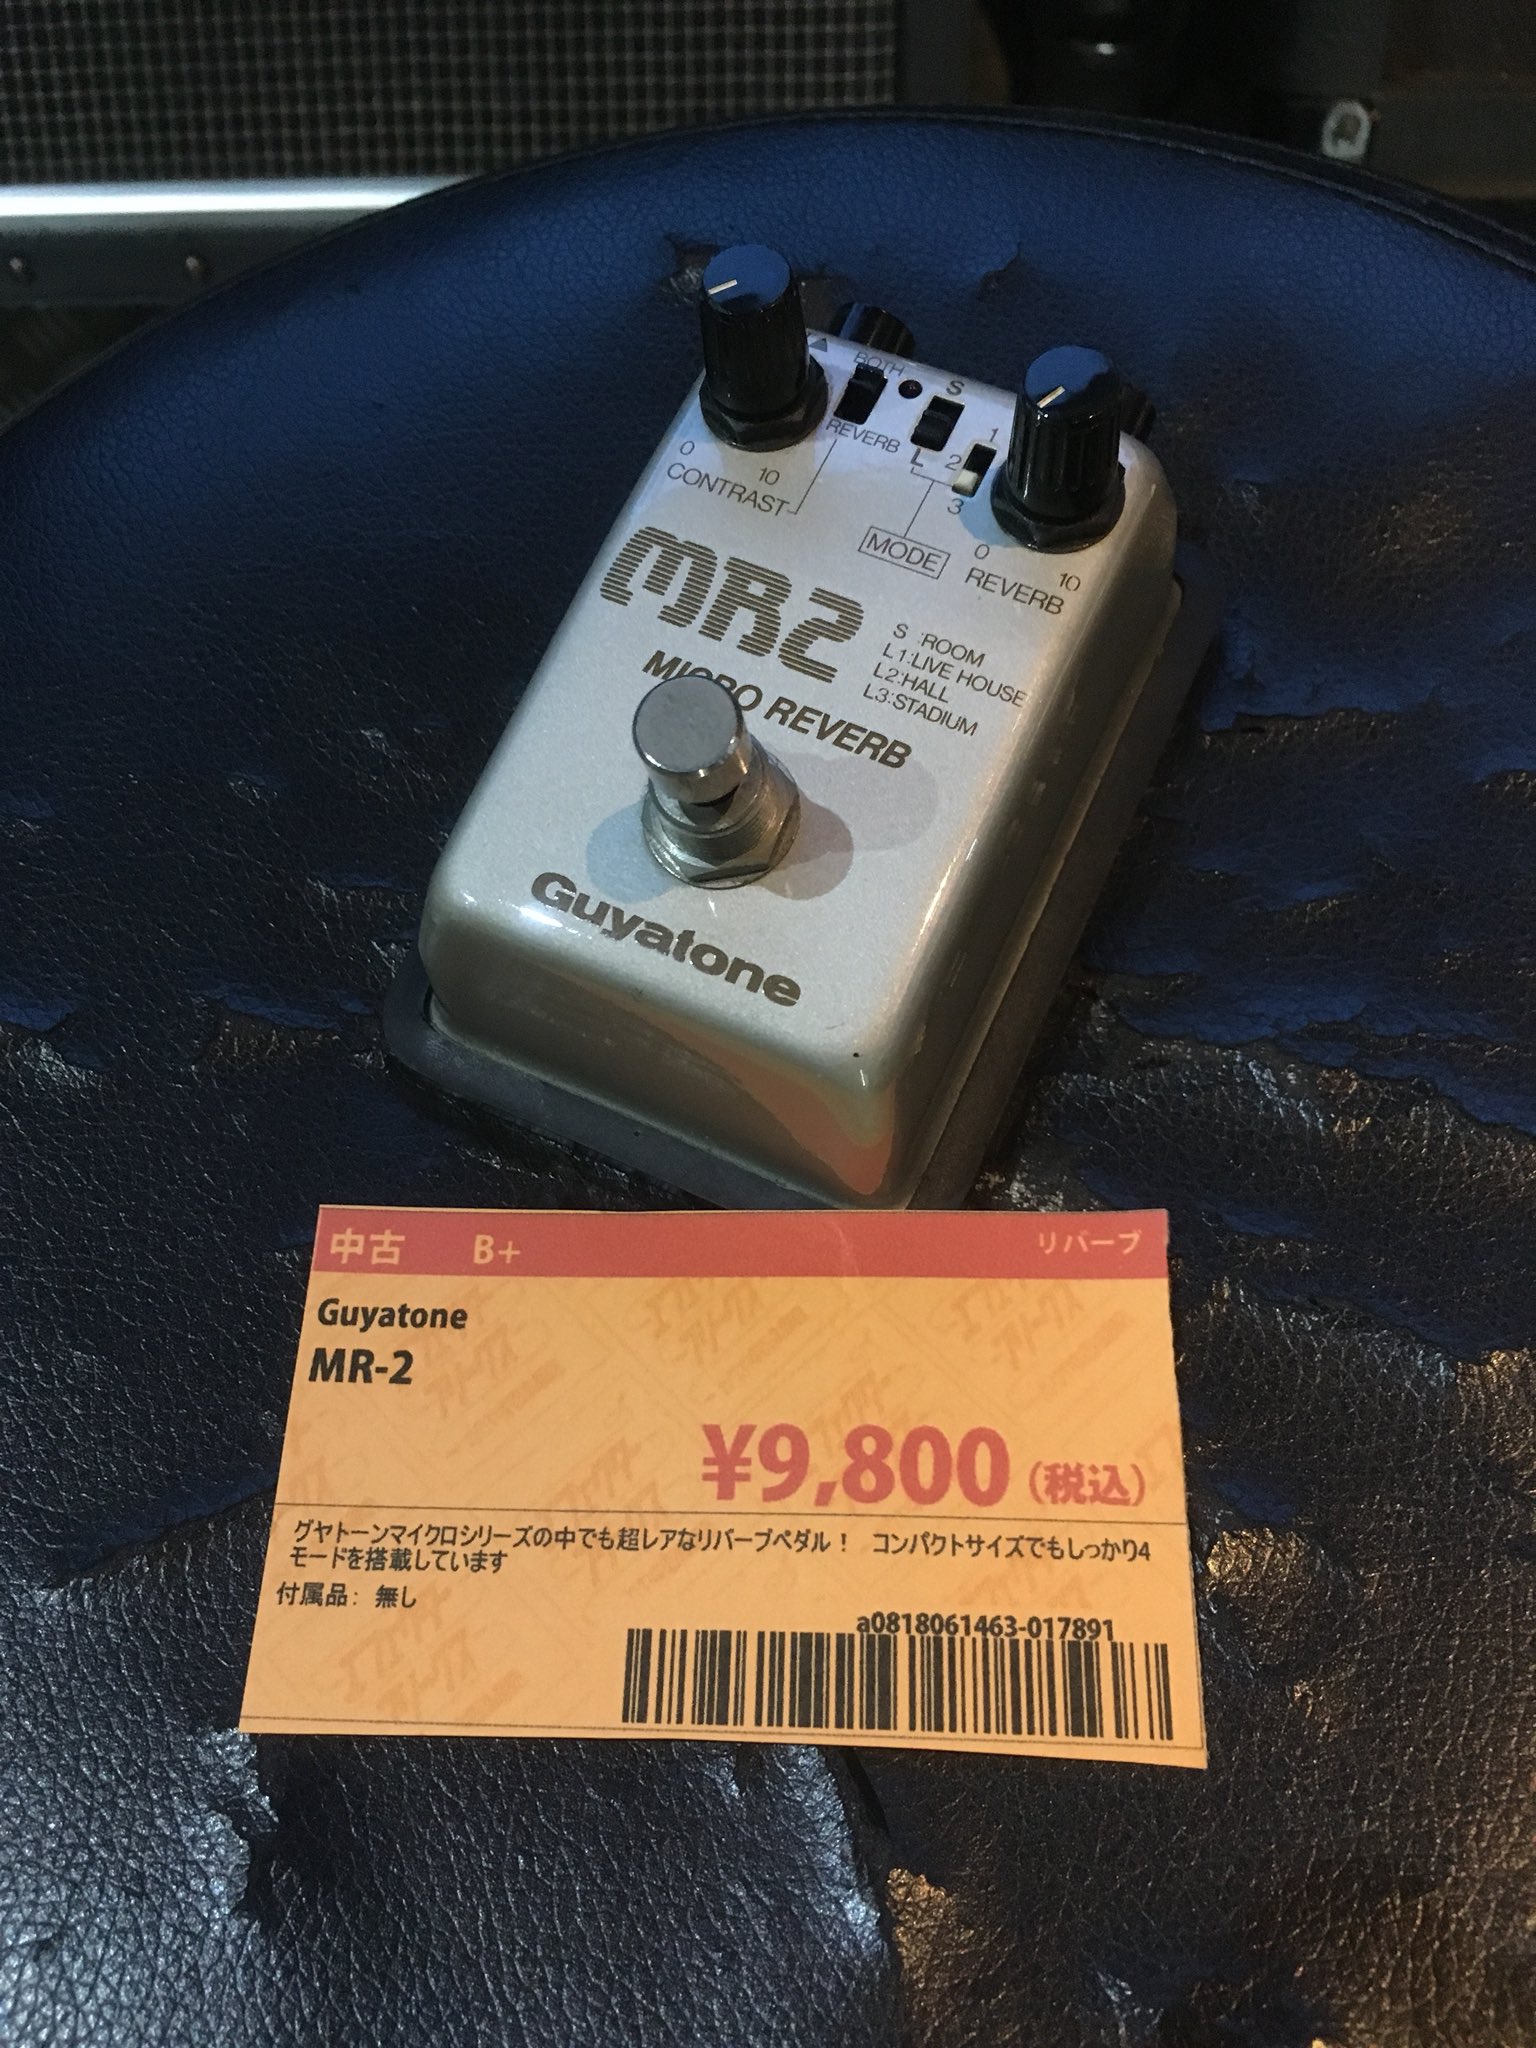 BOTH
S
REVERB
L
1
2
3
0
10
CONTRAST
MODE
0
10
REVERB
MR2
MICRO REVERB
S :ROOM
L1:LIVE HOUSE
L2:HALL
L3:STADIUM
Guyatone
中古 B+ リバーブ
Guyatone
MR-2
¥9,800 (税込)
グヤトーンマイクロシリーズの中でも超レアなリバーブペダル！ コンパクトサイズでもしっかり4
モードを搭載しています
付属品： 無し
a0818061463-017891